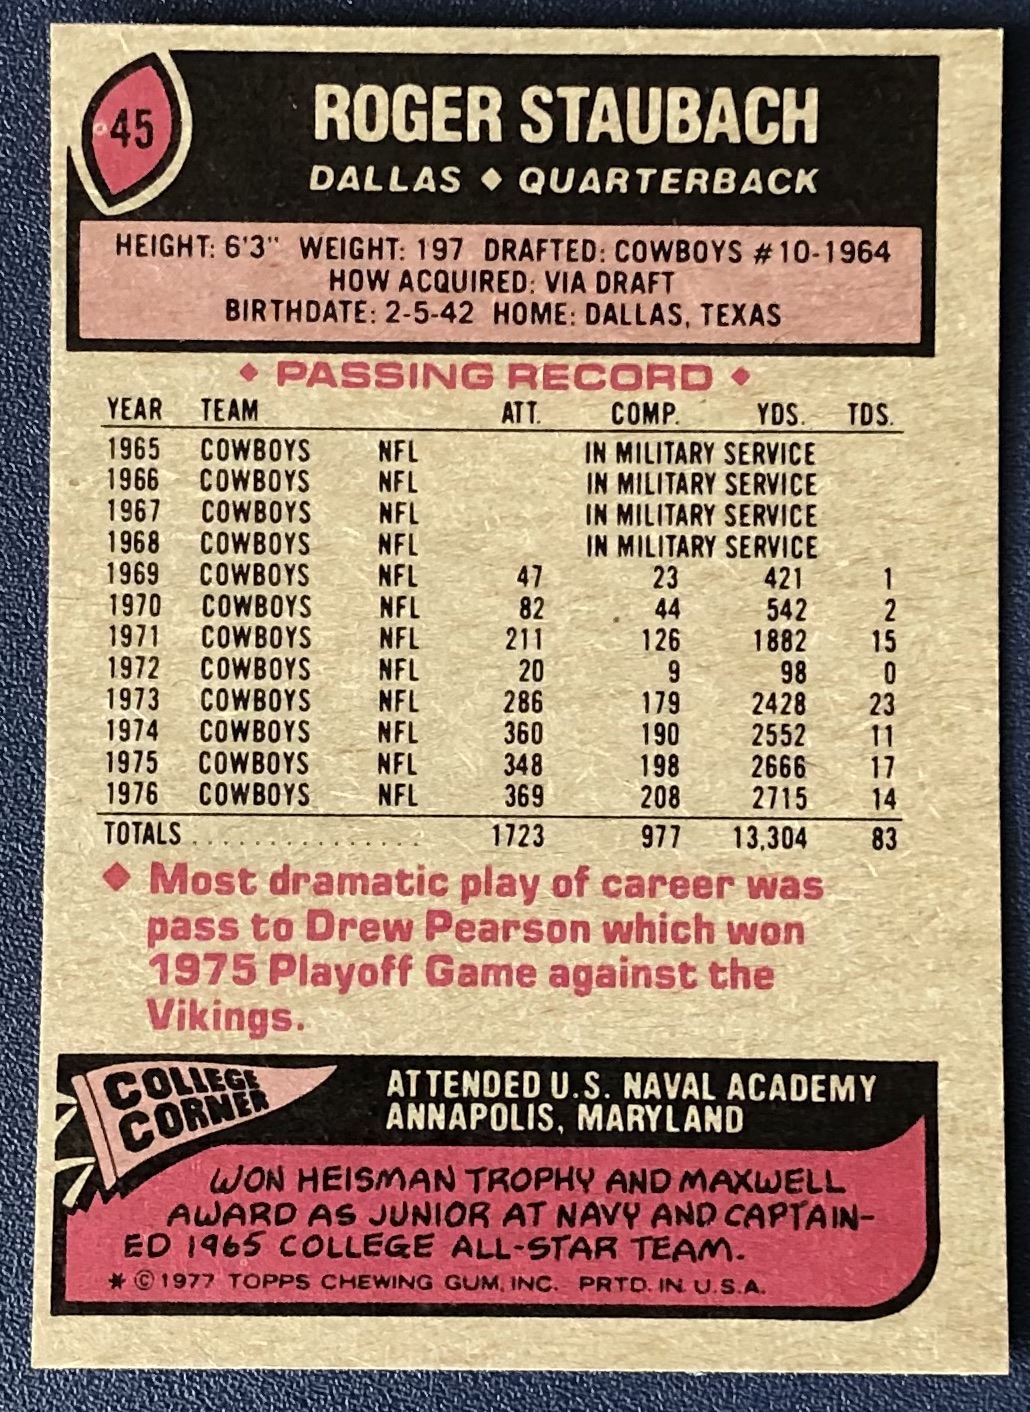 45
ROGER STAUBACH
DALLAS ♦ QUARTERBACK
HEIGHT: 6'3" WEIGHT: 197 DRAFTED: COWBOYS #10-1964
HOW ACQUIRED: VIA DRAFT
BIRTHDATE: 2-5-42 HOME: DALLAS, TEXAS
♦ PASSING RECORD ♦
YEAR TEAM ATT. COMP. YDS. TDS.
1965 COWBOYS NFL IN MILITARY SERVICE
1966 COWBOYS NFL IN MILITARY SERVICE
1967 COWBOYS NFL IN MILITARY SERVICE
1968 COWBOYS NFL IN MILITARY SERVICE
1969 COWBOYS NFL 47 23 421 1
1970 COWBOYS NFL 82 44 542 2
1971 COWBOYS NFL 211 126 1882 15
1972 COWBOYS NFL 20 9 98 0
1973 COWBOYS NFL 286 179 2428 23
1974 COWBOYS NFL 360 190 2552 11
1975 COWBOYS NFL 348 198 2666 17
1976 COWBOYS NFL 369 208 2715 14
TOTALS . . . . . . . . . . . . . . . 1723 977 13,304 83
♦ Most dramatic play of career was
pass to Drew Pearson which won
1975 Playoff Game against the
Vikings.
COLLEGE
CORNER
ATTENDED U.S. NAVAL ACADEMY
ANNAPOLIS, MARYLAND
WON HEISMAN TROPHY AND MAXWELL
AWARD AS JUNIOR AT NAVY AND CAPTAIN-
ED 1965 COLLEGE ALL-STAR TEAM.
* © 1977 TOPPS CHEWING GUM, INC. PRTD. IN U.S.A.